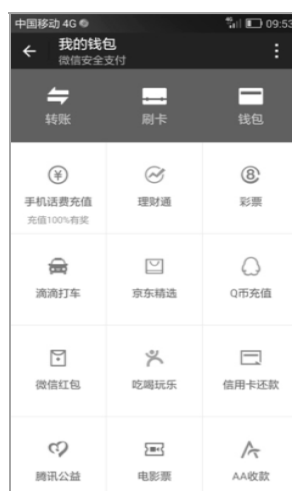 中国移动 4G 09:53
我的钱包
微信安全支付
转账 刷卡 钱包
手机话费充值 理财通 彩票
充值100%有奖
滴滴打车 京东精选 Q币充值
微信红包 吃喝玩乐 信用卡还款
腾讯公益 电影票 AA收款